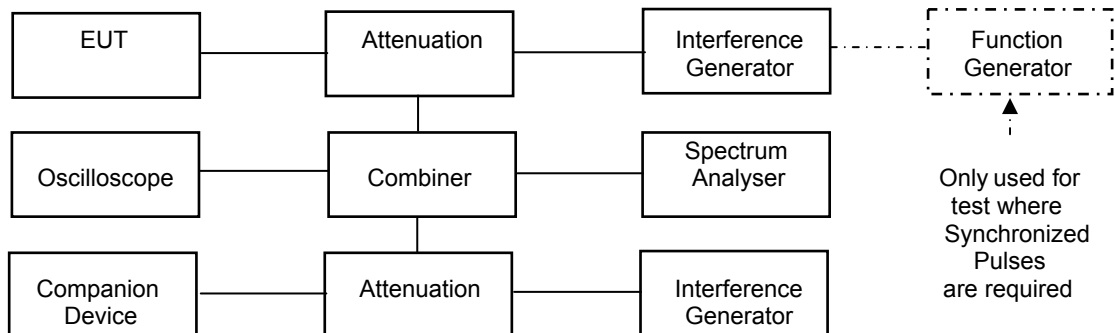 EUT
Attenuation
Interference
Generator
Function
Generator
Oscilloscope
Combiner
Spectrum
Analyser
Only used for
test where
Synchronized
Pulses
are required
Companion
Device
Attenuation
Interference
Generator